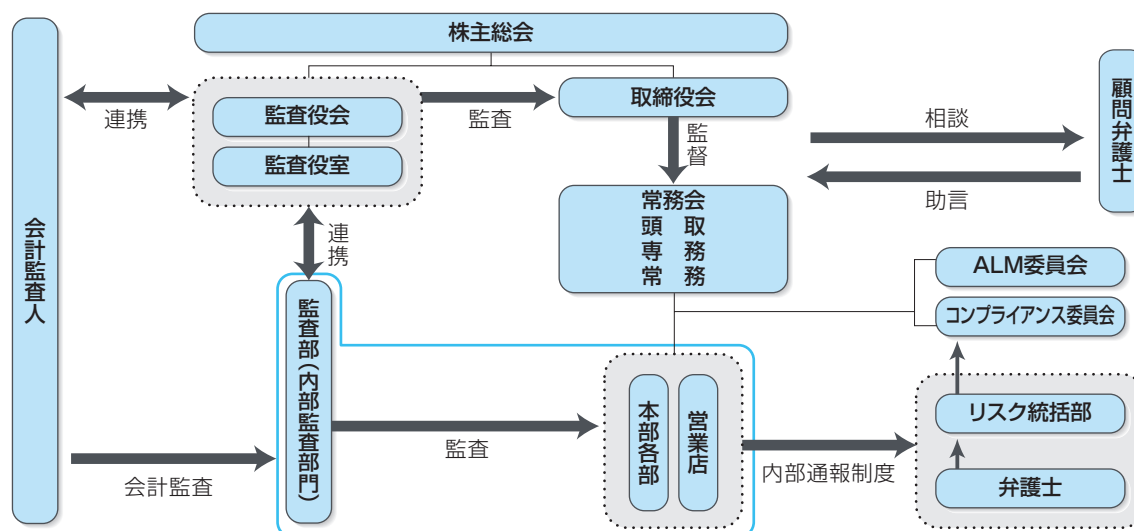 株主総会
会計監査人
連携
監査役会
監査役室
監査
取締役会
監督
相談
助言
顧問弁護士
連携
常務会
頭 取
専 務
常 務
ALM委員会
コンプライアンス委員会
監査部(内部監査部門)
会計監査
監査
本部各部
営業店
内部通報制度
リスク統括部
弁護士